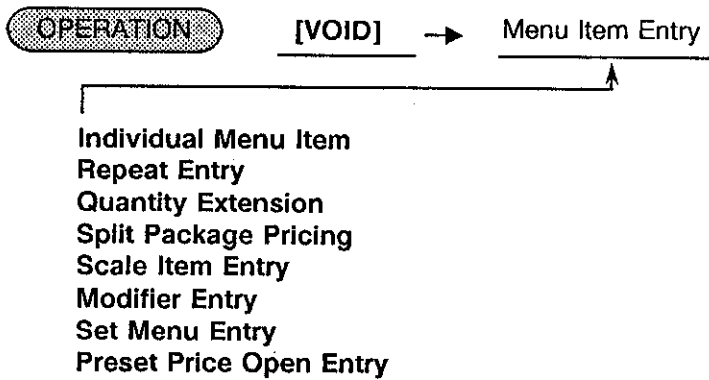 OPERATION [VOID] → Menu Item Entry
Individual Menu Item
Repeat Entry
Quantity Extension
Split Package Pricing
Scale Item Entry
Modifier Entry
Set Menu Entry
Preset Price Open Entry